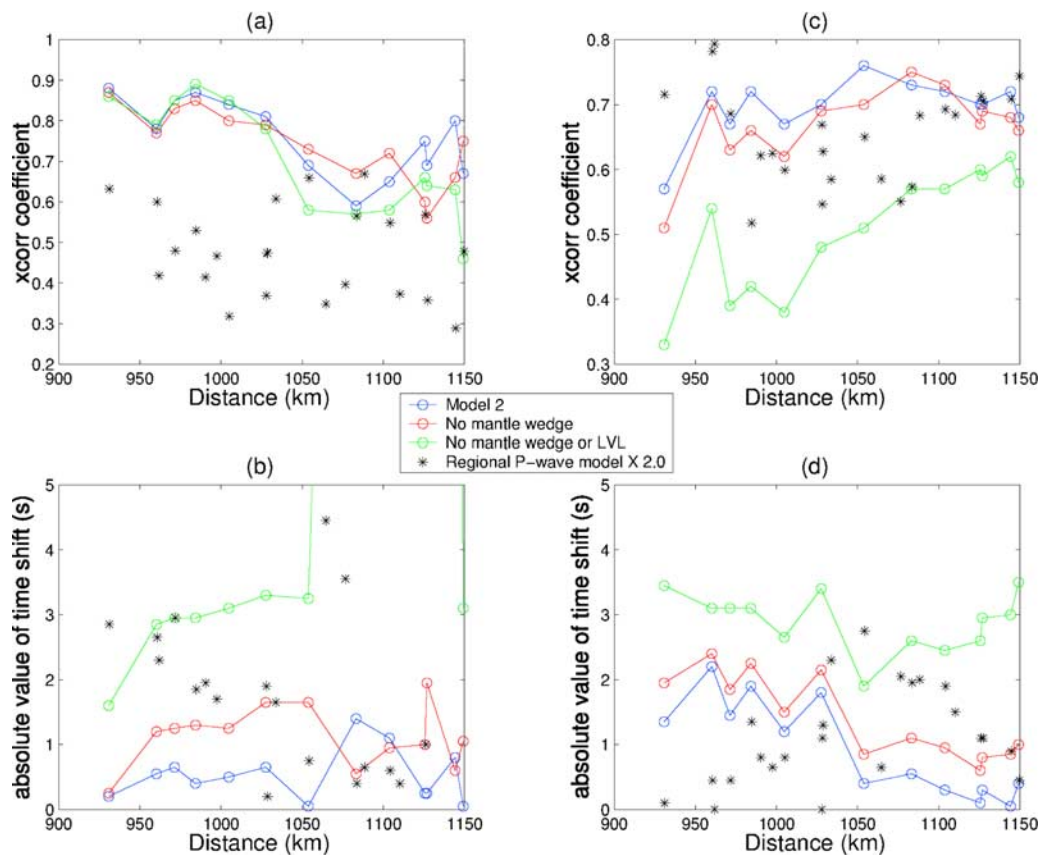 (a)
xcorr coefficient
1
0.9
0.8
0.7
0.6
0.5
0.4
0.3
0.2
900 950 1000 1050 1100 1150
Distance (km)
(c)
xcorr coefficient
0.8
0.7
0.6
0.5
0.4
0.3
900 950 1000 1050 1100 1150
Distance (km)
Model 2
No mantle wedge
No mantle wedge or LVL
Regional P-wave model X 2.0
(b)
absolute value of time shift (s)
5
4
3
2
1
0
900 950 1000 1050 1100 1150
Distance (km)
(d)
absolute value of time shift (s)
5
4
3
2
1
0
900 950 1000 1050 1100 1150
Distance (km)